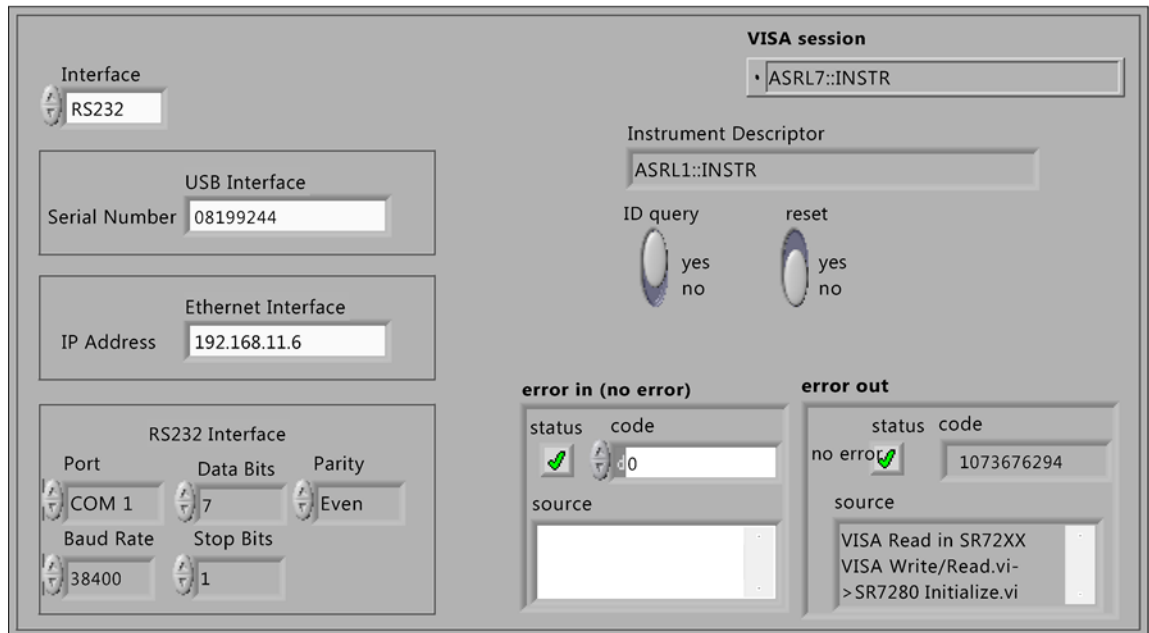 VISA session
ASRL7::INSTR
Interface
RS232
Instrument Descriptor
ASRL1::INSTR
USB Interface
Serial Number 08199244
ID query reset
yes yes
no no
Ethernet Interface
IP Address 192.168.11.6
error in (no error)
status code
d 0
source
error out
status code
no error 1073676294
source
VISA Read in SR72XX
VISA Write/Read.vi-
>SR7280 Initialize.vi
RS232 Interface
Port Data Bits Parity
COM 1 7 Even
Baud Rate Stop Bits
38400 1